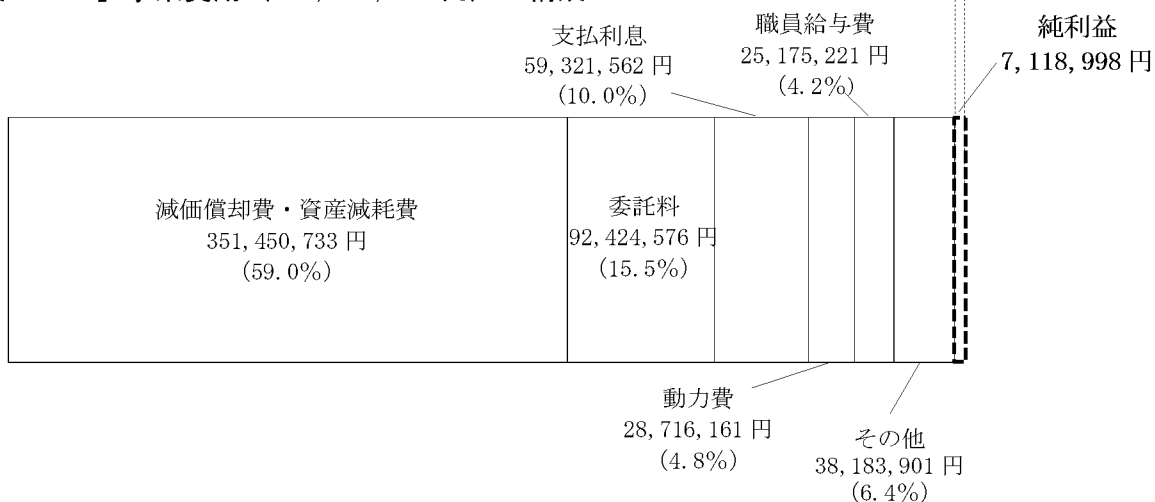 支払利息
59,321,562 円
(10.0%)
職員給与費
25,175,221 円
(4.2%)
純利益
7,118,998 円
減価償却費・資産減耗費
351,450,733 円
(59.0%)
委託料
92,424,576 円
(15.5%)
動力費
28,716,161 円
(4.8%)
その他
38,183,901 円
(6.4%)